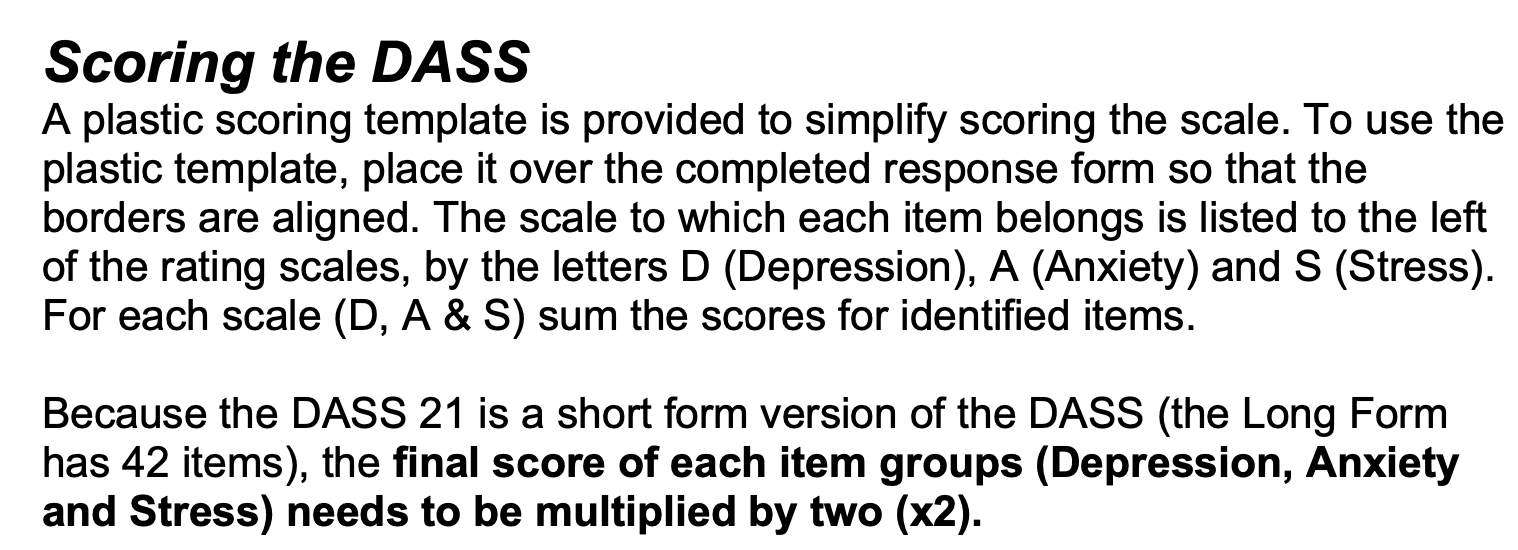 Scoring the DASS
A plastic scoring template is provided to simplify scoring the scale. To use the
plastic template, place it over the completed response form so that the
borders are aligned. The scale to which each item belongs is listed to the left
of the rating scales, by the letters D (Depression), A (Anxiety) and S (Stress).
For each scale (D, A & S) sum the scores for identified items.
Because the DASS 21 is a short form version of the DASS (the Long Form
has 42 items), the final score of each item groups (Depression, Anxiety
and Stress) needs to be multiplied by two (x2).